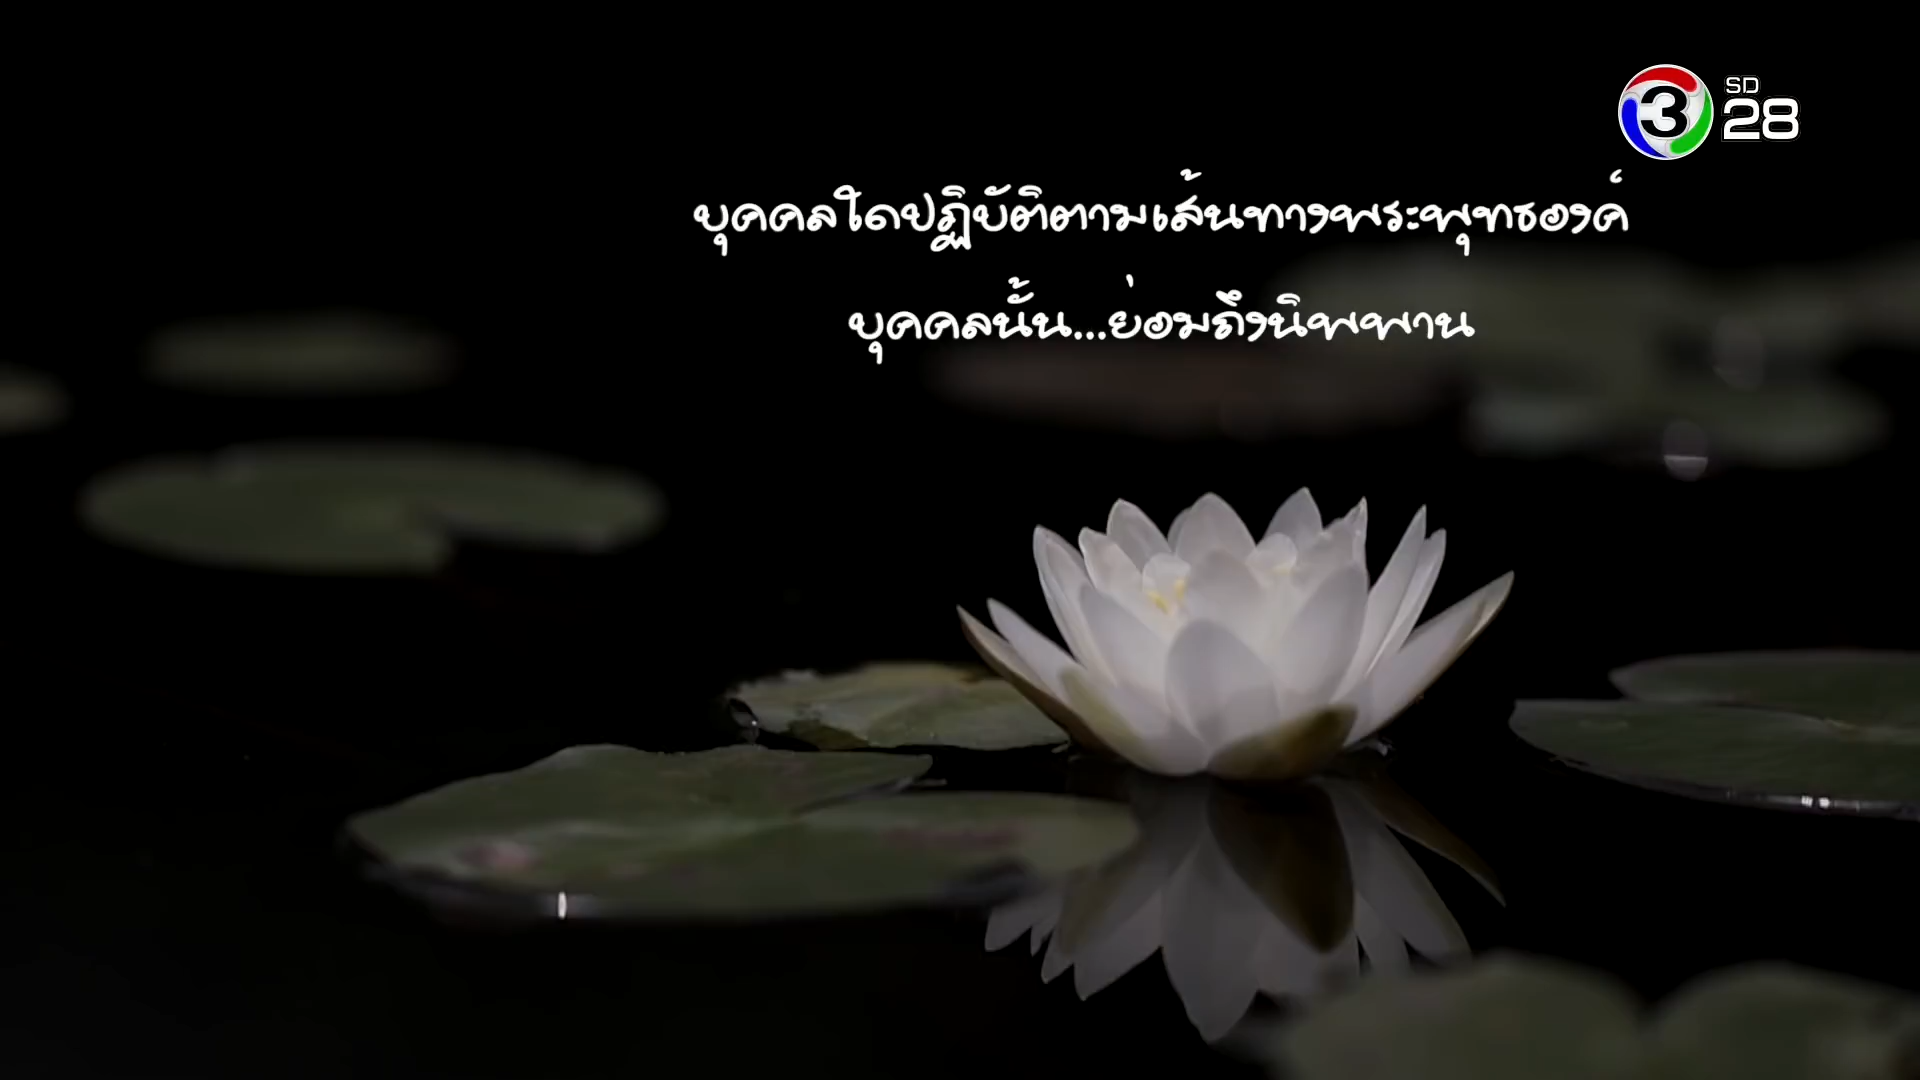 3
SD
28
บุคคลใดปฏิบัติตามเส้นทางพระพุทธองค์
บุคคลนั้น...ย่อมถึงนิพพาน